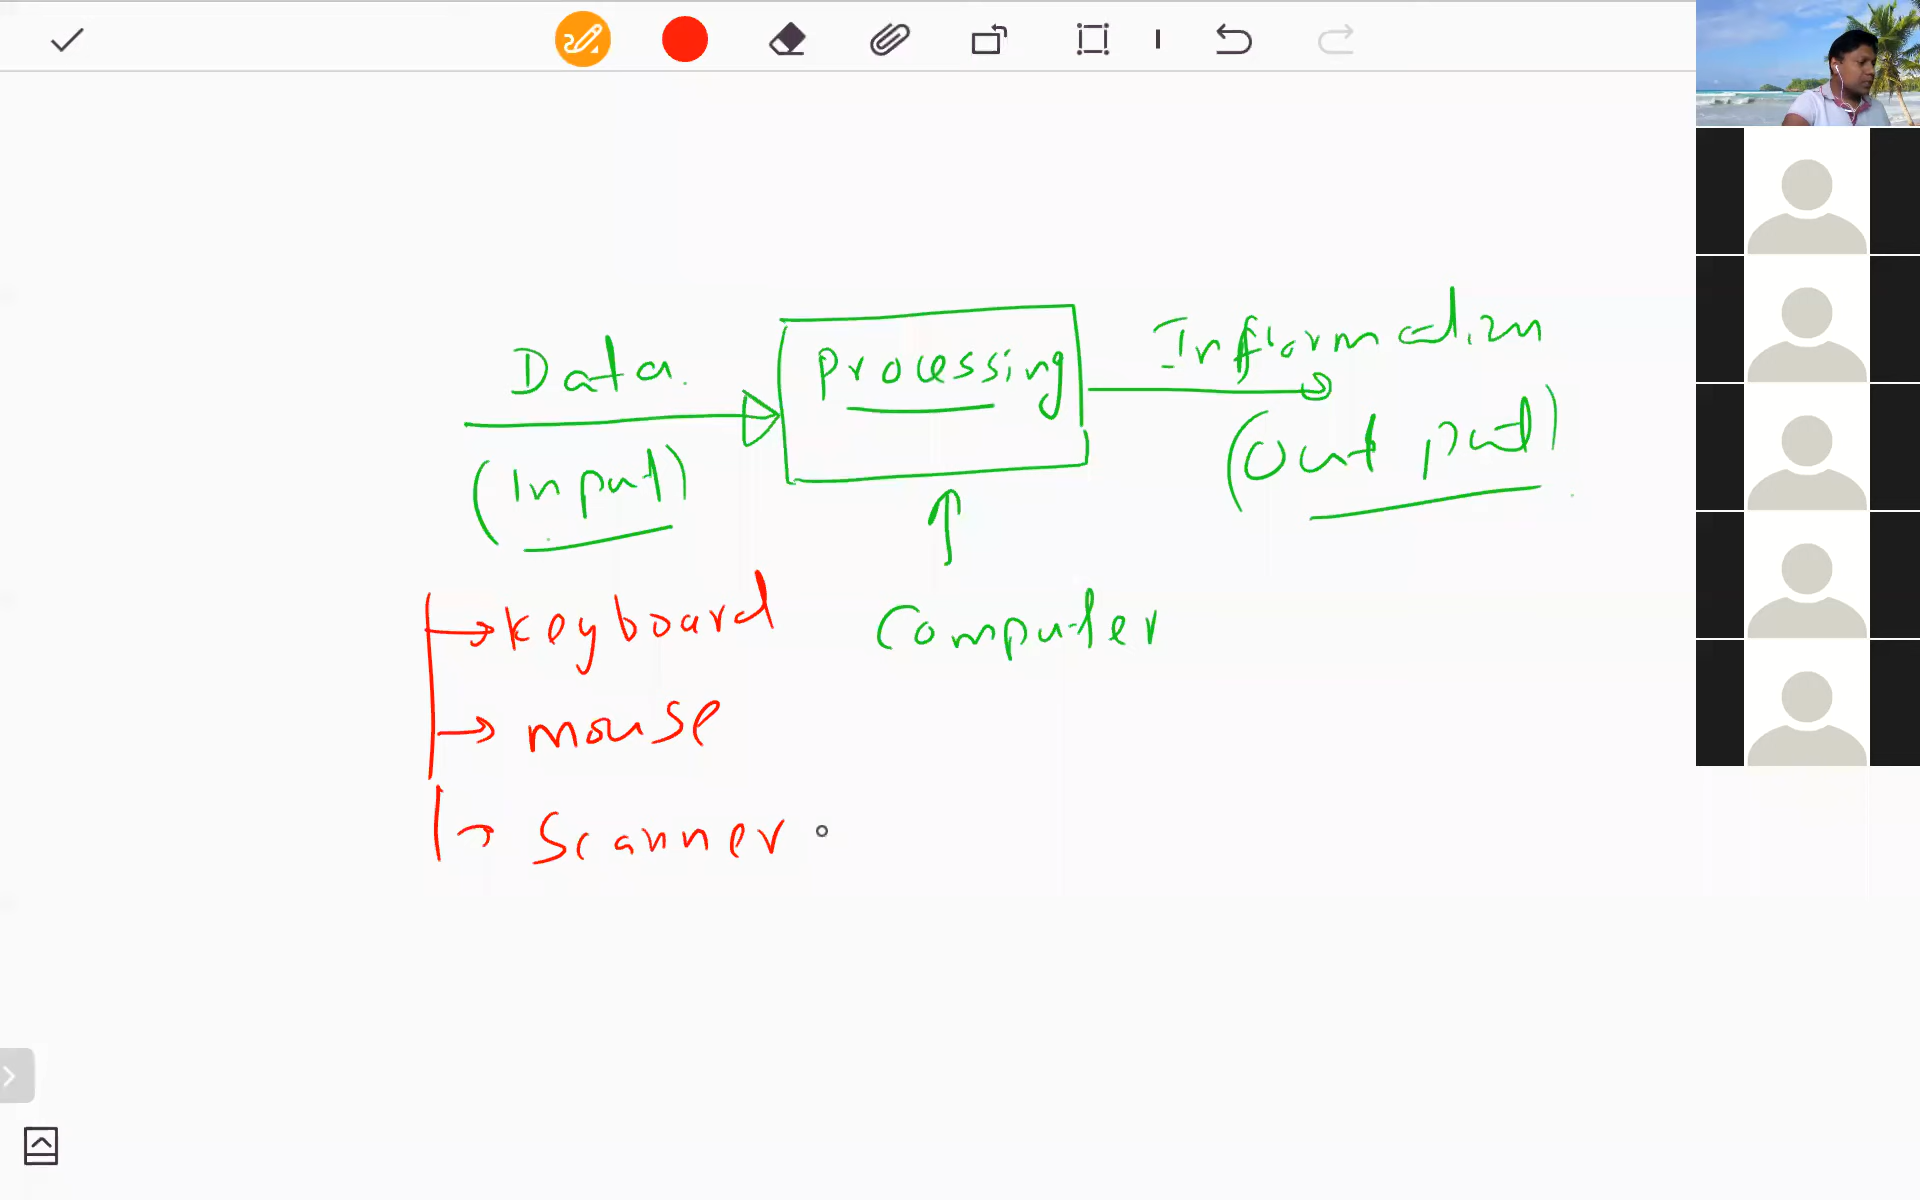 Data.
(Input)
Processing
Information
(Output)
Computer
keyboard
mouse
Scanner